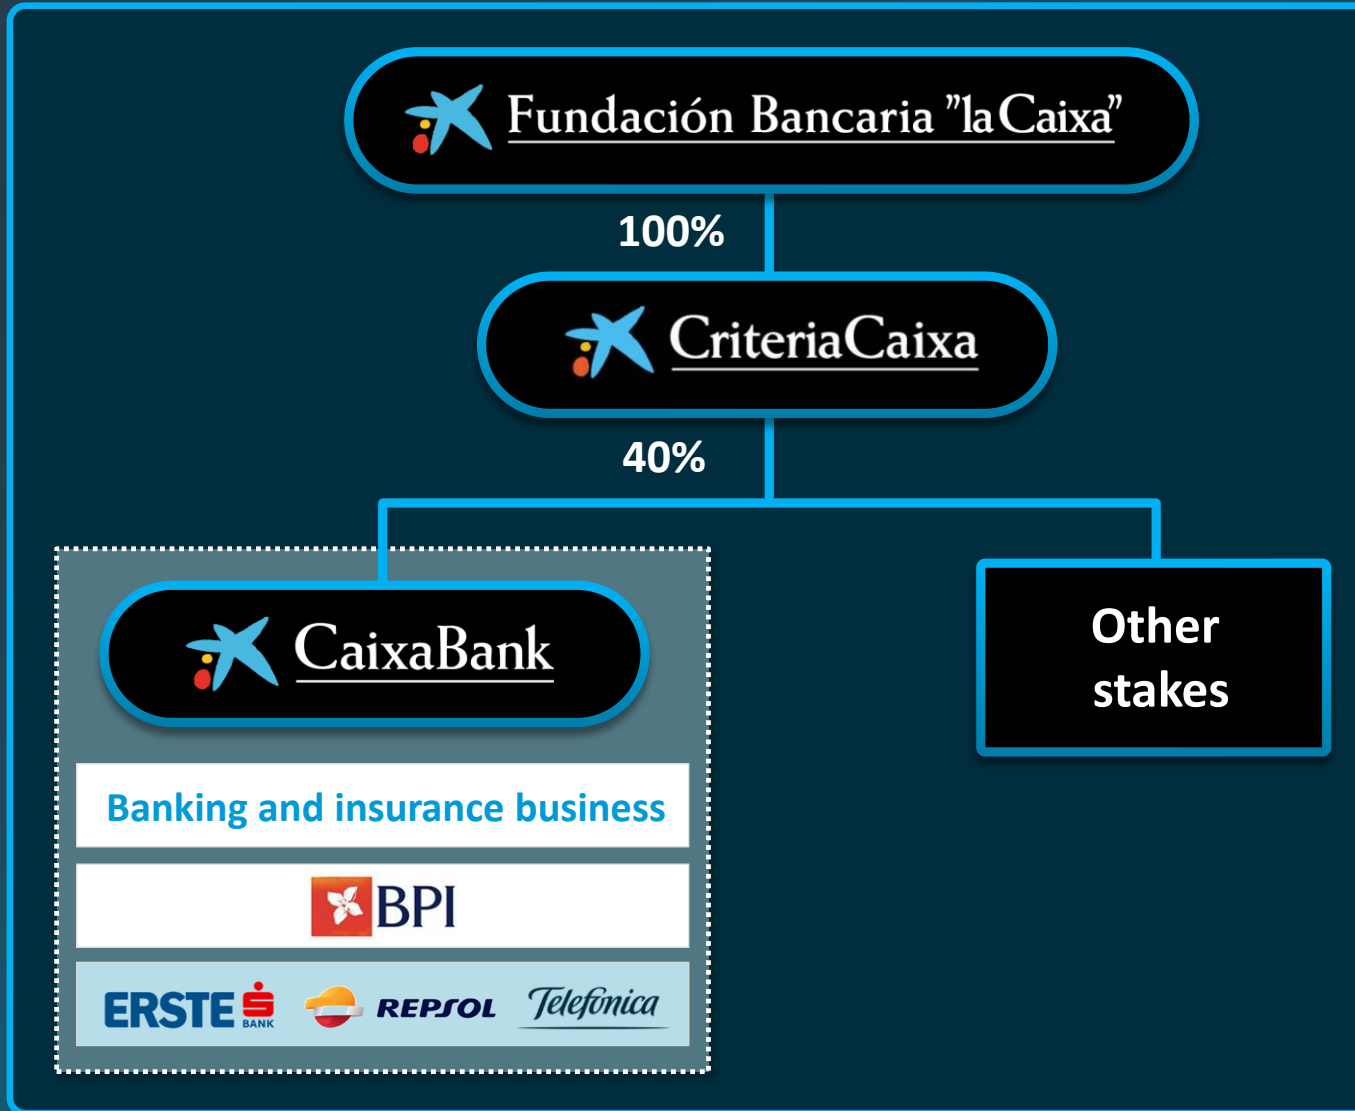 Fundación Bancaria ”la Caixa”
100%
CriteriaCaixa
40%
CaixaBank
Other
stakes
Banking and insurance business
BPI
ERSTE BANK REPSOL Telefónica